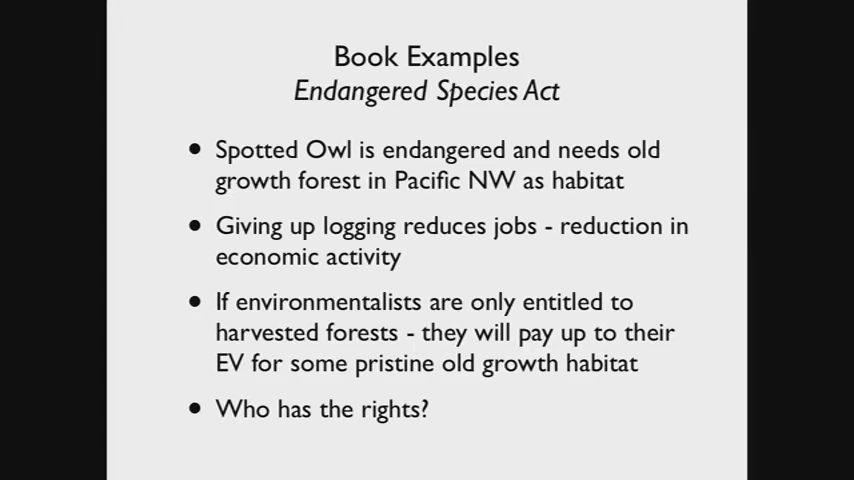 Book Examples
Endangered Species Act
• Spotted Owl is endangered and needs old
growth forest in Pacific NW as habitat
• Giving up logging reduces jobs - reduction in
economic activity
• If environmentalists are only entitled to
harvested forests - they will pay up to their
EV for some pristine old growth habitat
• Who has the rights?